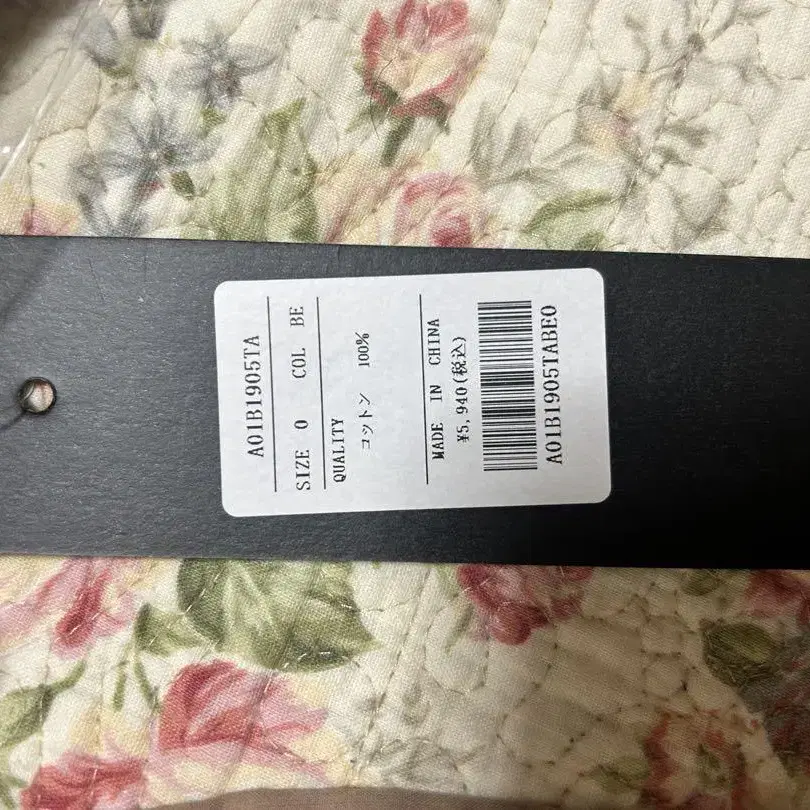 A01B1905TA
SIZE 0 COL BE
QUALITY
コットン 100%
MADE IN CHINA
¥5,940(税込)
A01B1905TABE0